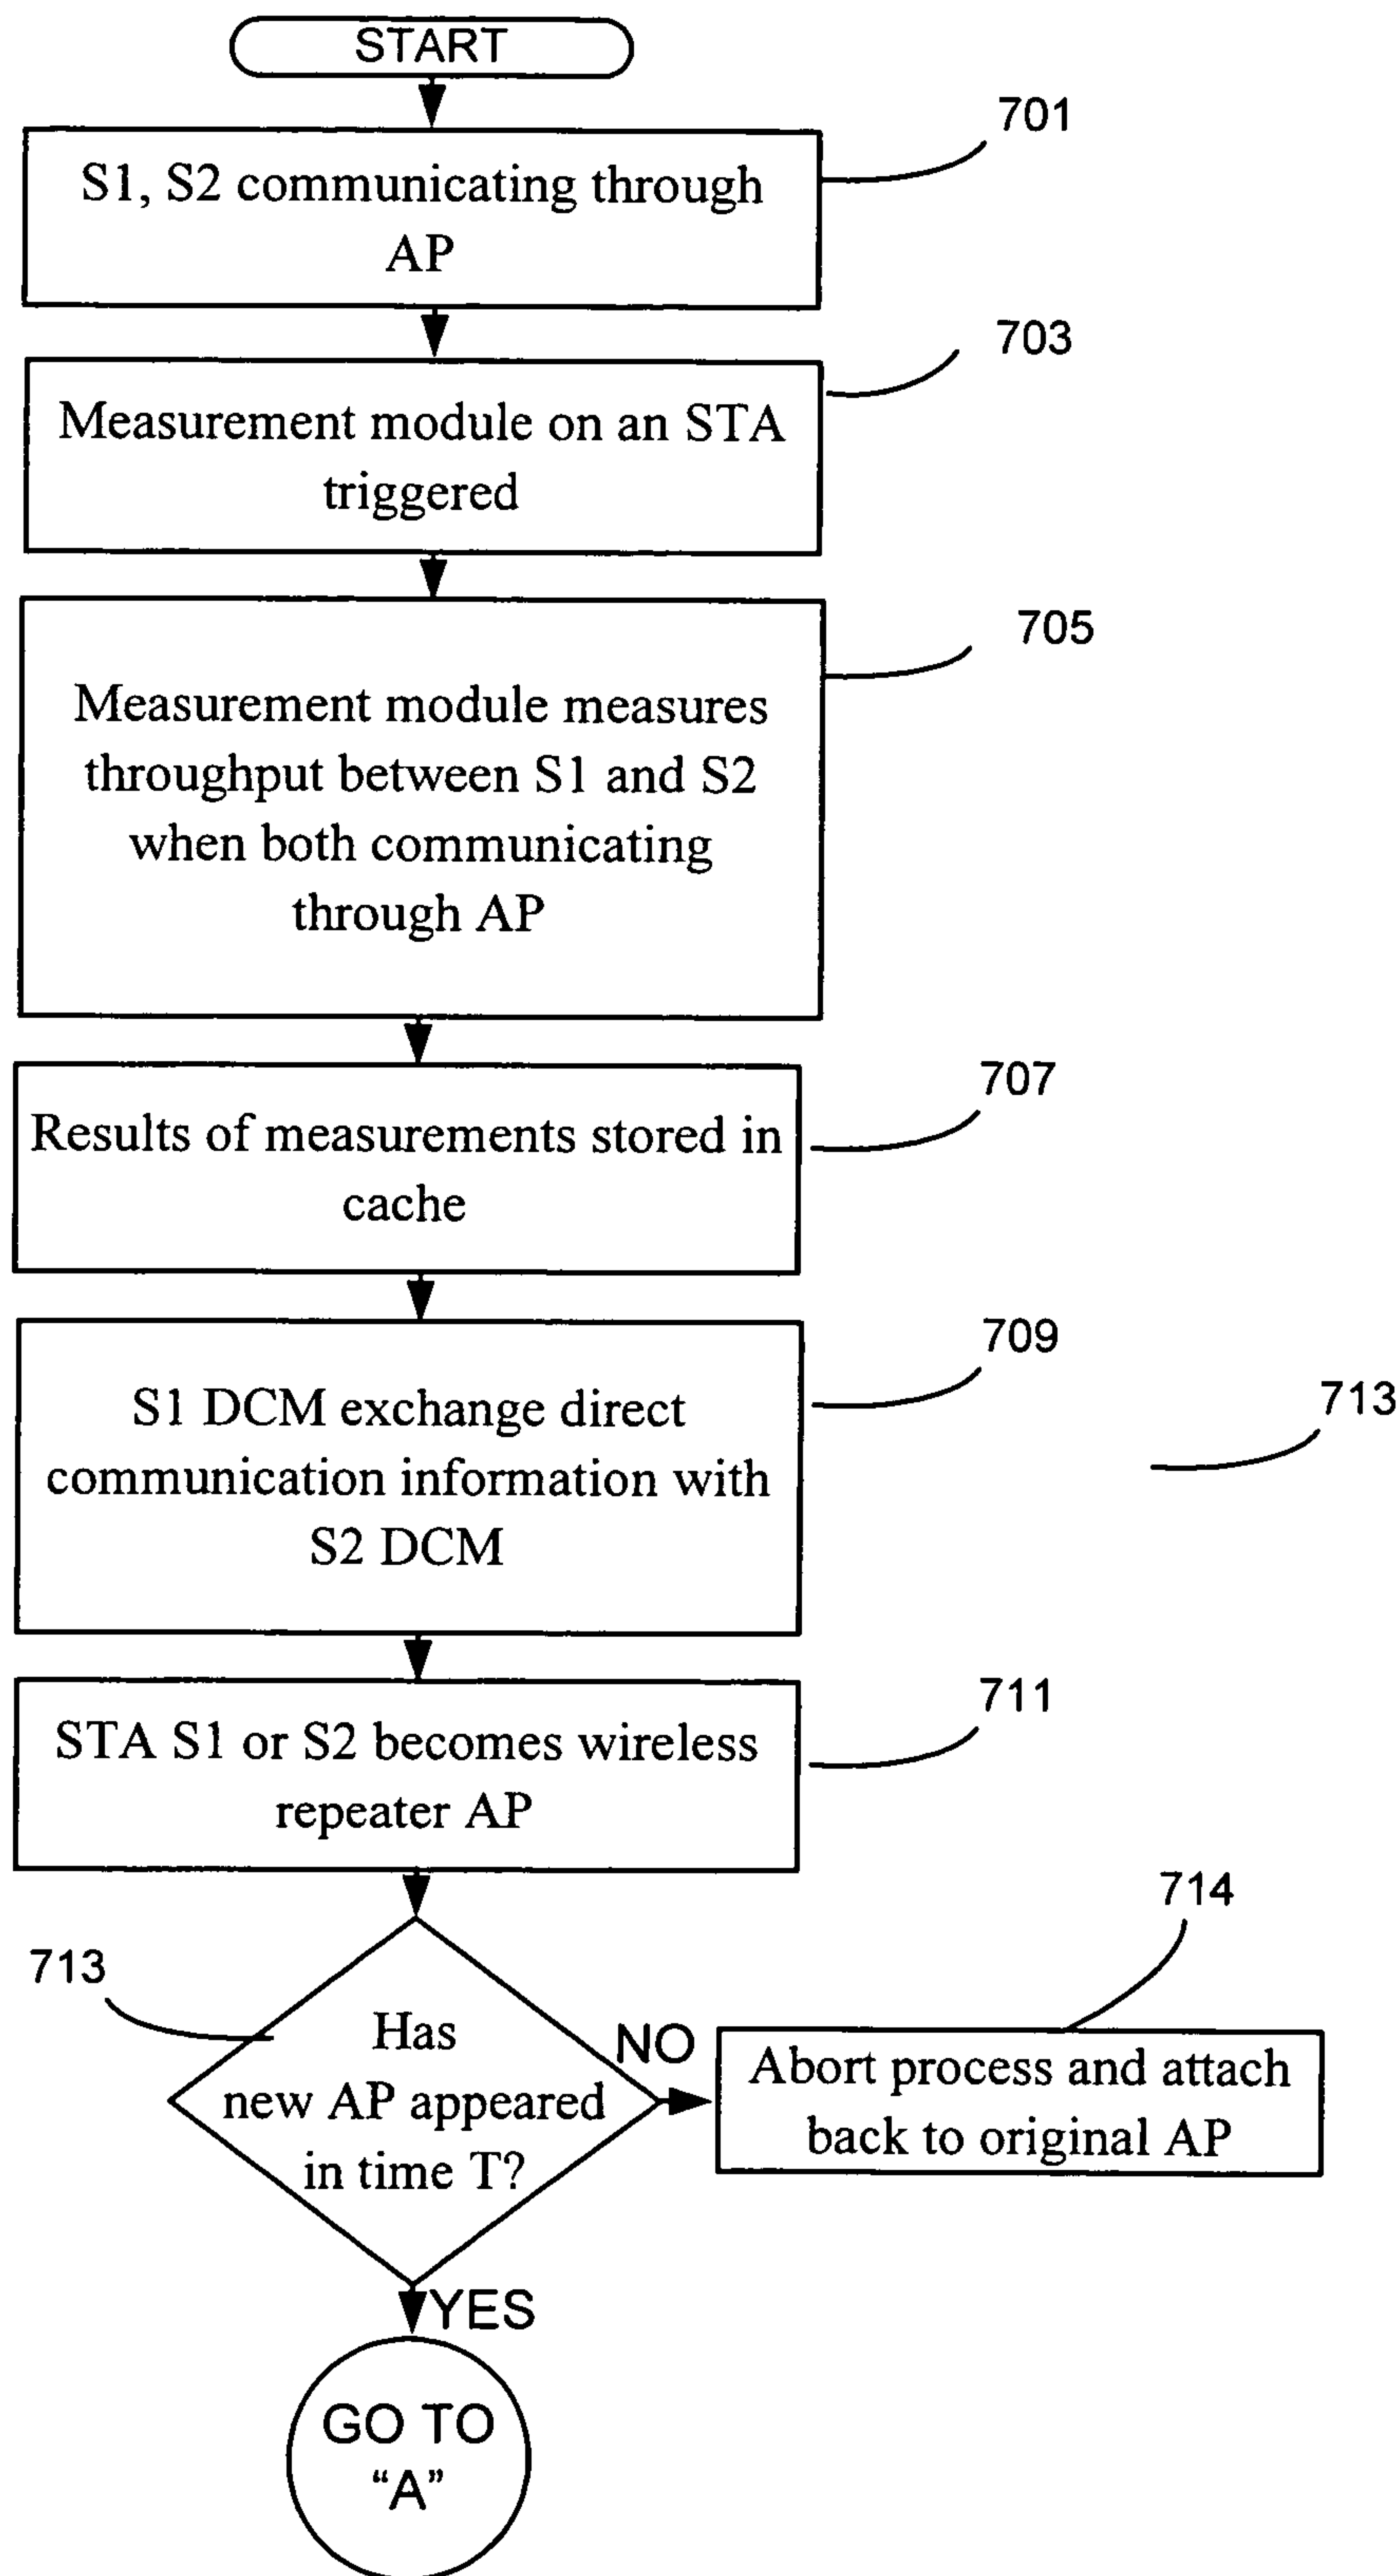 START
701
S1, S2 communicating through
AP
703
Measurement module on an STA
triggered
705
Measurement module measures
throughput between S1 and S2
when both communicating
through AP
707
Results of measurements stored in
cache
709
713
S1 DCM exchange direct
communication information with
S2 DCM
711
STA S1 or S2 becomes wireless
repeater AP
714
713
Has
new AP appeared
in time T?
NO
Abort process and attach
back to original AP
YES
GO TO
“A”